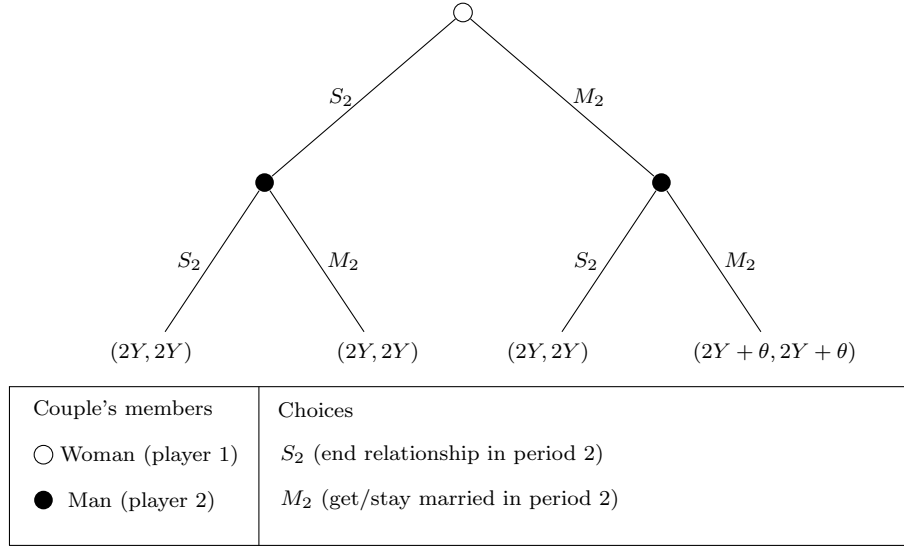 S₂
M₂
S₂
M₂
S₂
M₂
(2Y, 2Y)
(2Y, 2Y)
(2Y, 2Y)
(2Y + θ, 2Y + θ)
Couple's members
Choices
Woman (player 1)
S₂ (end relationship in period 2)
Man (player 2)
M₂ (get/stay married in period 2)